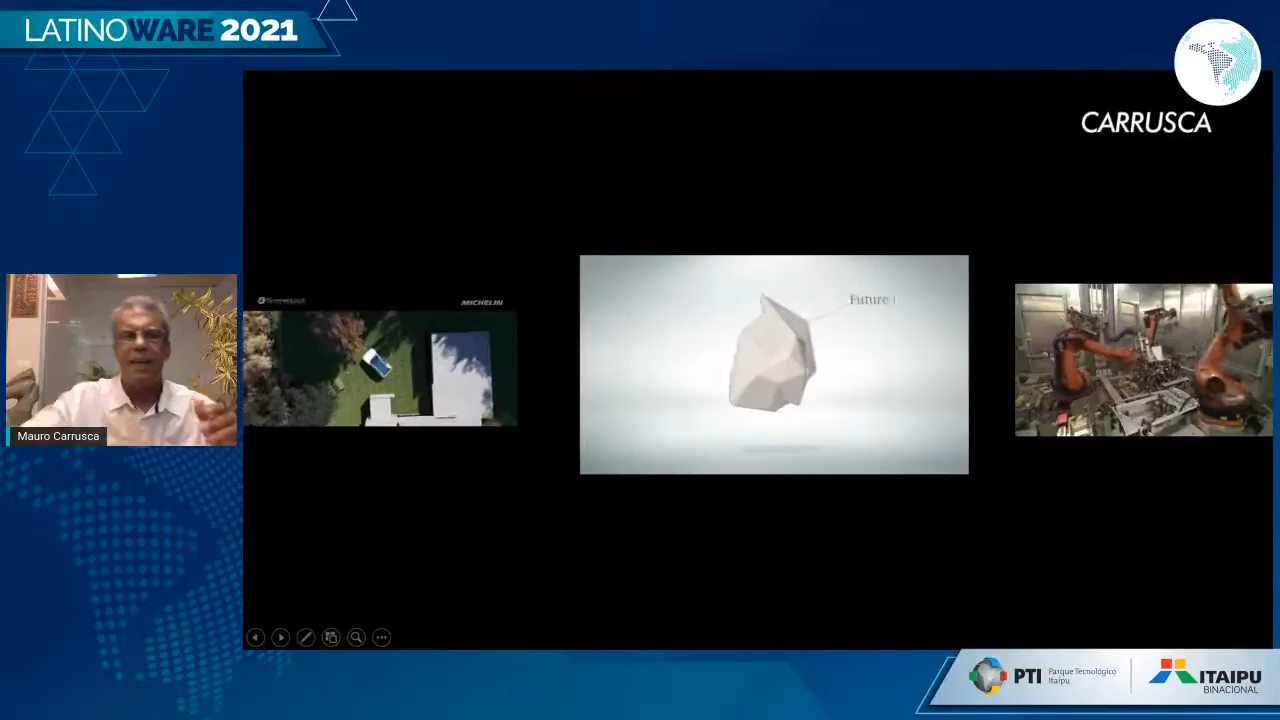 LATINOWARE 2021
CARRUSCA
MICHELIN
Future
Mauro Carrusca
PTI
Parque Tecnológico
Itaipu
ITAIPU
BINACIONAL